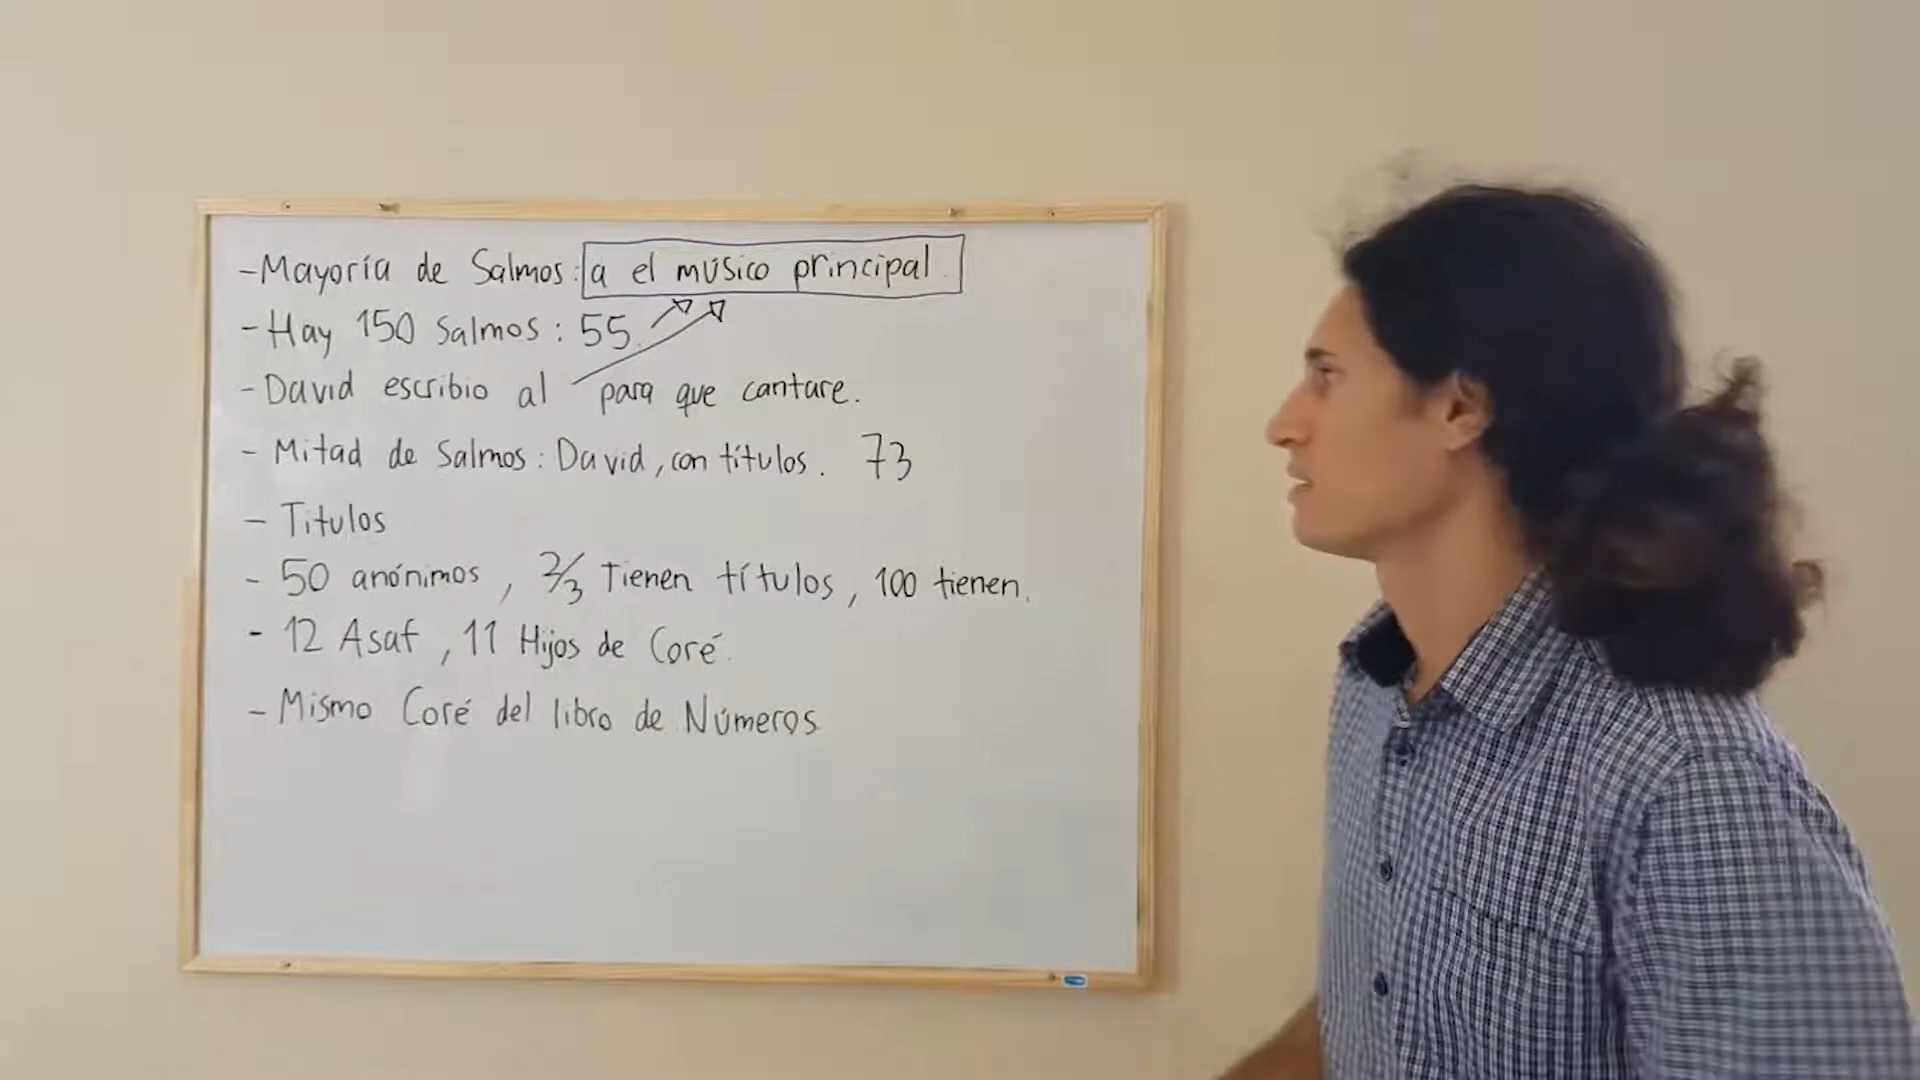 - Mayoría de Salmos: a el músico principal.
- Hay 150 Salmos: 55.
- David escribio al para que cantare.
- Mitad de Salmos: David, con títulos. 73
- Titulos
- 50 anónimos, 2/3 Tienen títulos, 100 tienen.
- 12 Asaf, 11 Hijos de Coré.
- Mismo Coré del libro de Números